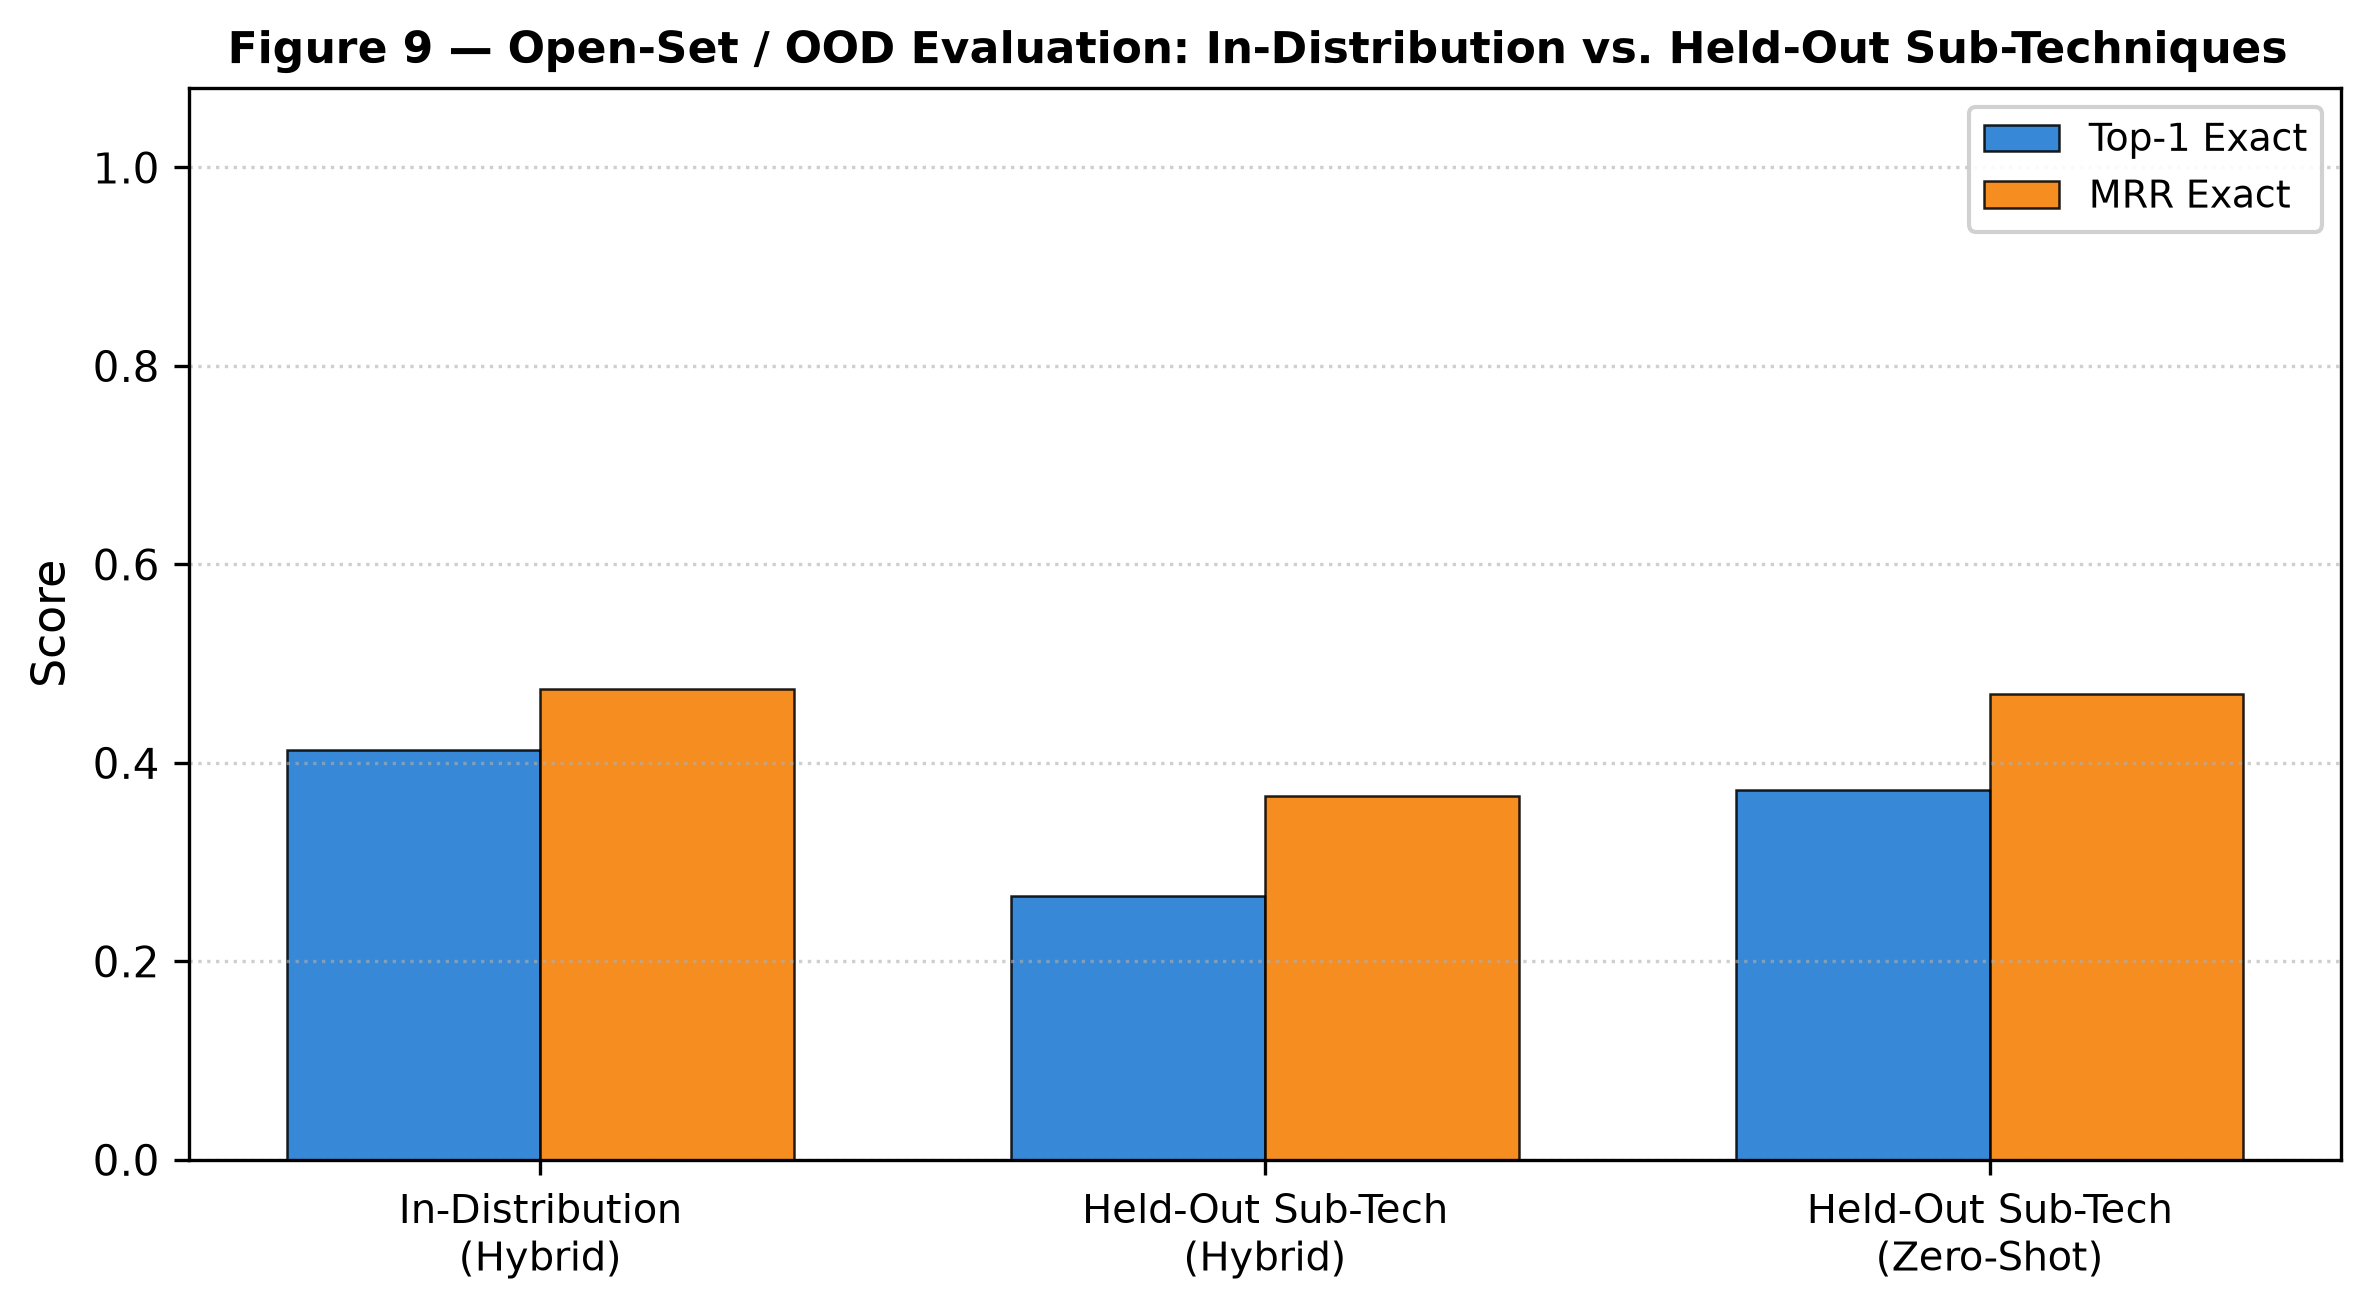 Figure 9 — Open-Set / OOD Evaluation: In-Distribution vs. Held-Out Sub-Techniques
Top-1 Exact
MRR Exact
Score
1.0
0.8
0.6
0.4
0.2
0.0
In-Distribution
(Hybrid)
Held-Out Sub-Tech
(Hybrid)
Held-Out Sub-Tech
(Zero-Shot)